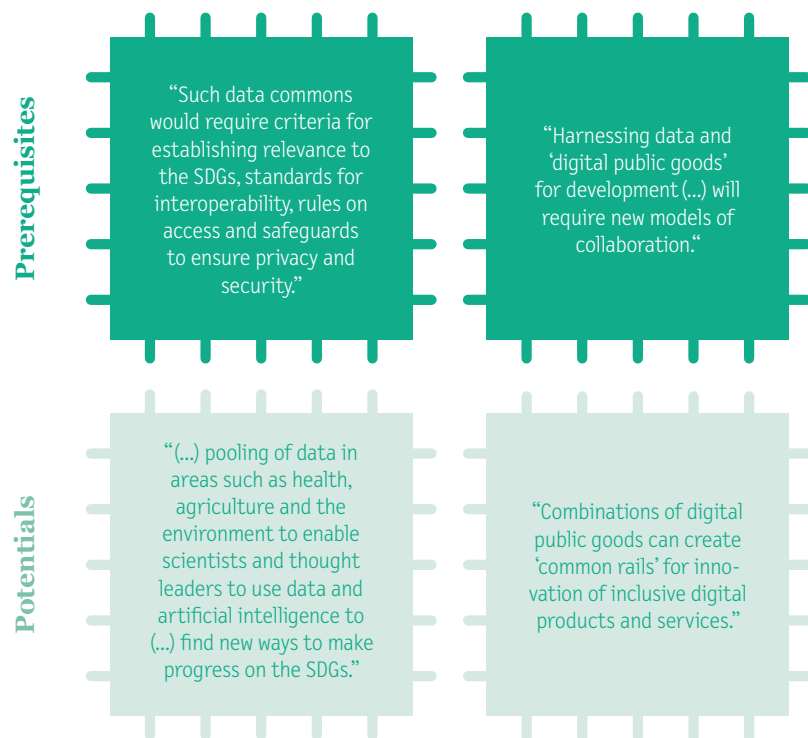 Prerequisites
“Such data commons
would require criteria for
establishing relevance to
the SDGs, standards for
interoperability, rules on
access and safeguards
to ensure privacy and
security.”
“Harnessing data and
‘digital public goods’
for development (...) will
require new models of
collaboration.“
Potentials
“(...) pooling of data in
areas such as health,
agriculture and the
environment to enable
scientists and thought
leaders to use data and
artificial intelligence to
(...) find new ways to make
progress on the SDGs.”
“Combinations of digital
public goods can create
‘common rails’ for inno-
vation of inclusive digital
products and services.”